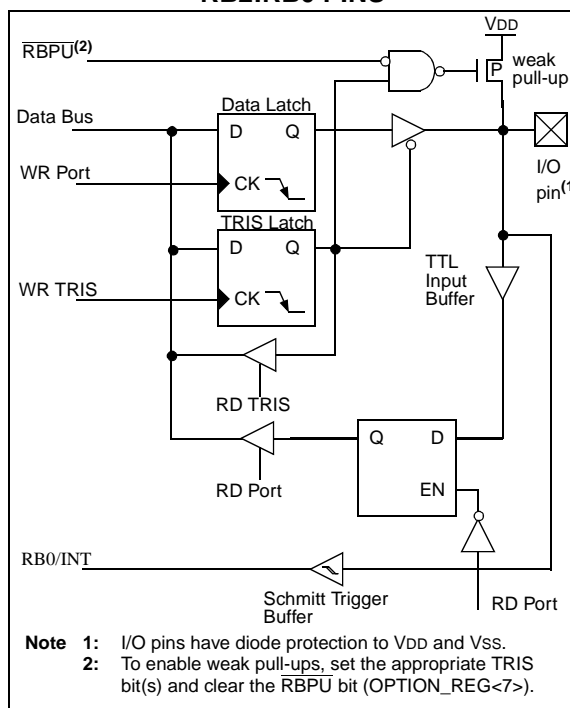 RB2:RB0 PINS
VDD
RBPU(2)
weak
pull-up
P
Data Bus
Data Latch
D Q
WR Port
CK
I/O
pin(1
TRIS Latch
D Q
WR TRIS
CK
TTL
Input
Buffer
RD TRIS
Q D
EN
RD Port
RB0/INT
Schmitt Trigger
Buffer
RD Port
Note 1: I/O pins have diode protection to VDD and VSS.
2: To enable weak pull-ups, set the appropriate TRIS
bit(s) and clear the RBPU bit (OPTION_REG<7>).